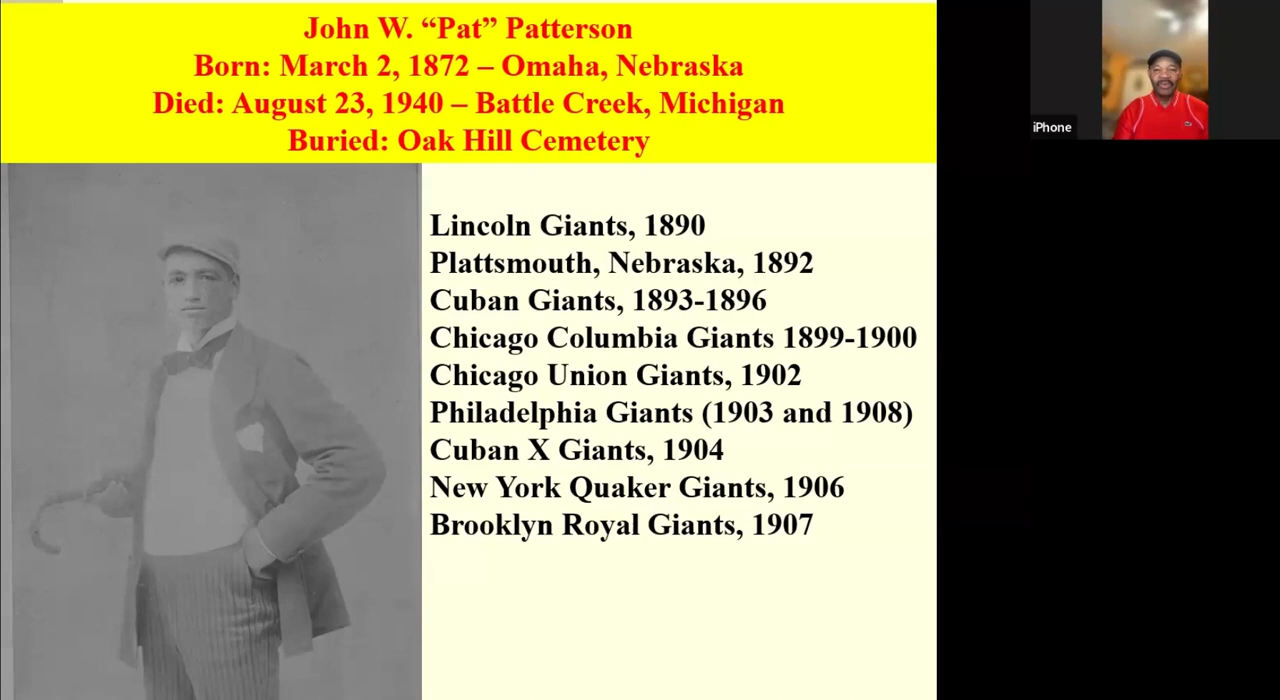 John W. “Pat” Patterson
Born: March 2, 1872 – Omaha, Nebraska
Died: August 23, 1940 – Battle Creek, Michigan
Buried: Oak Hill Cemetery
Lincoln Giants, 1890
Plattsmouth, Nebraska, 1892
Cuban Giants, 1893-1896
Chicago Columbia Giants 1899-1900
Chicago Union Giants, 1902
Philadelphia Giants (1903 and 1908)
Cuban X Giants, 1904
New York Quaker Giants, 1906
Brooklyn Royal Giants, 1907
iPhone